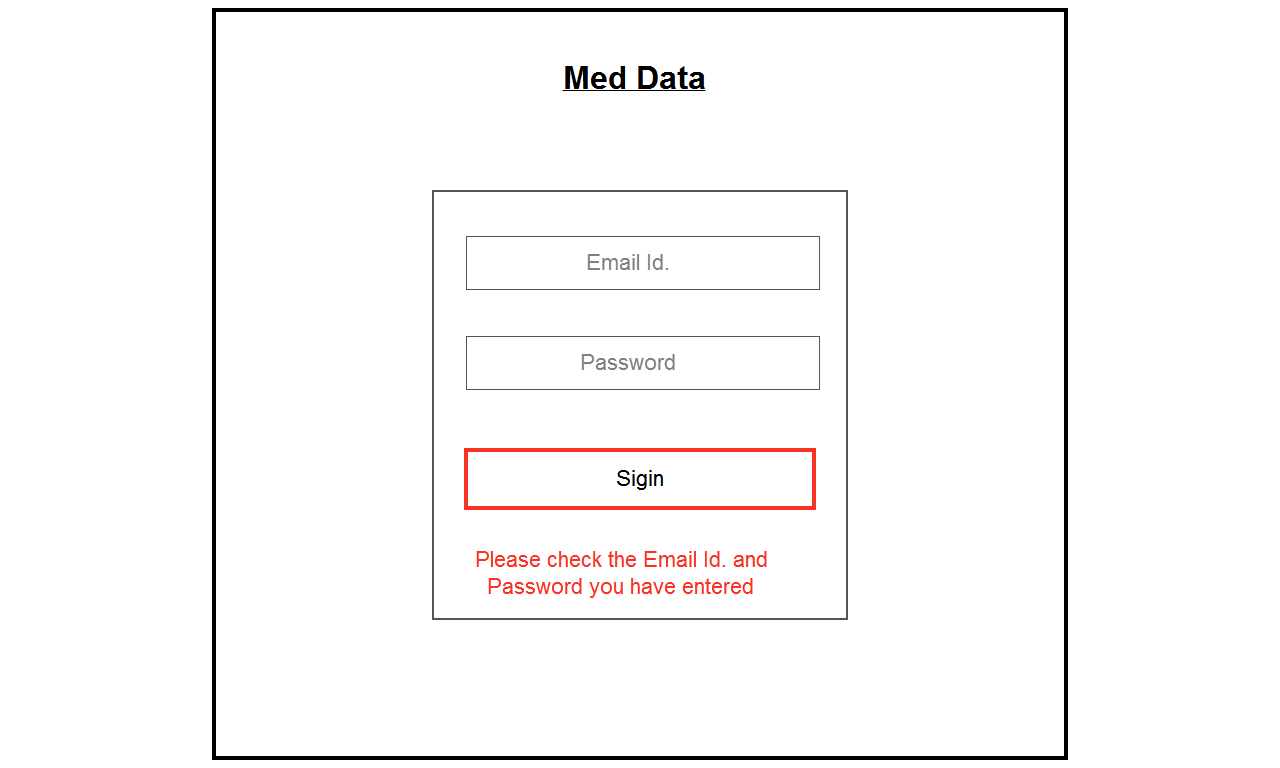 Med Data
Email Id.
Password
Sigin
Please check the Email Id. and
Password you have entered